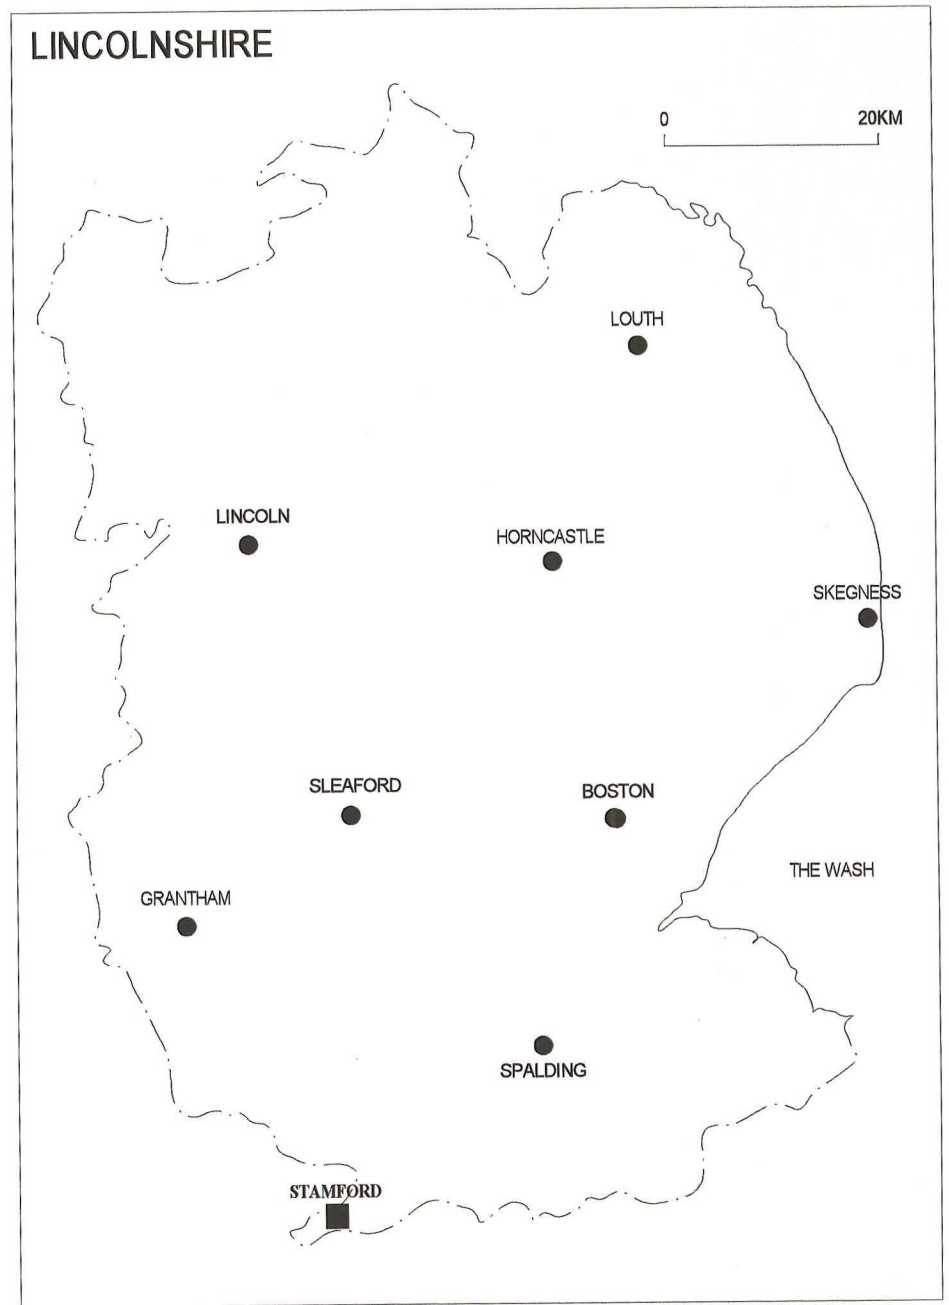 LINCOLNSHIRE
0 20KM
LOUTH
LINCOLN
HORNCASTLE
SKEGNESS
SLEAFORD
BOSTON
THE WASH
GRANTHAM
SPALDING
STAMFORD